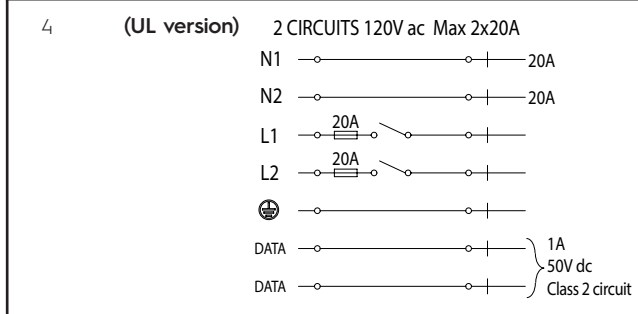 4 (UL version) 2 CIRCUITS 120V ac Max 2x20A
N1 20A
N2 20A
L1 20A
L2 20A
DATA 1A
50V dc
DATA Class 2 circuit